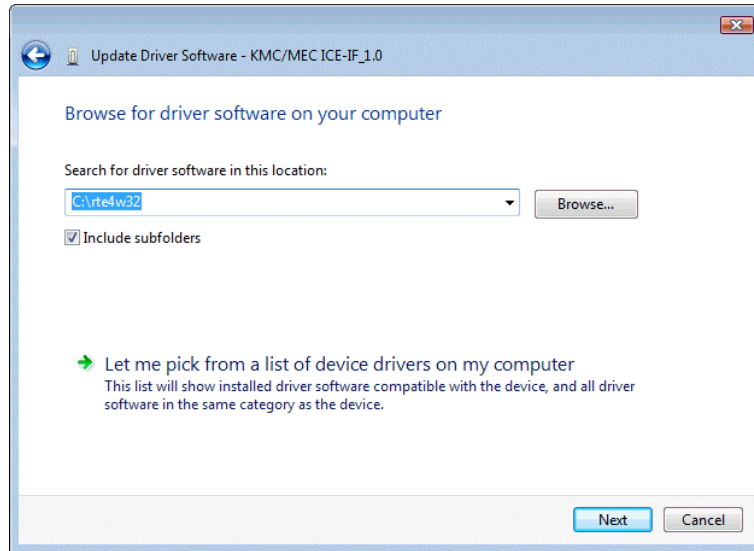 Update Driver Software - KMC/MEC ICE-IF_1.0
Browse for driver software on your computer
Search for driver software in this location:
C:\rte4w32
Browse...
Include subfolders
Let me pick from a list of device drivers on my computer
This list will show installed driver software compatible with the device, and all driver
software in the same category as the device.
Next
Cancel